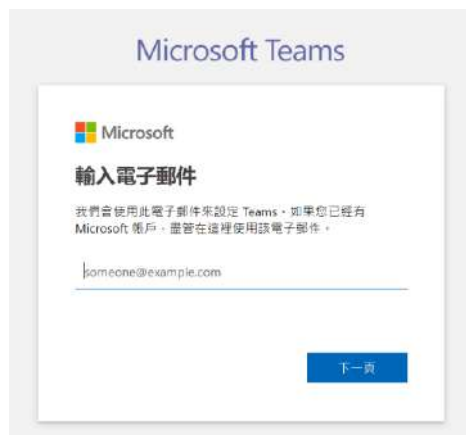 Microsoft Teams
Microsoft
輸入電子郵件
我們會使用此電子郵件來設定 Teams。如果您已經有
Microsoft 帳戶，儘管在這裡使用該電子郵件。
someone@example.com
下一頁